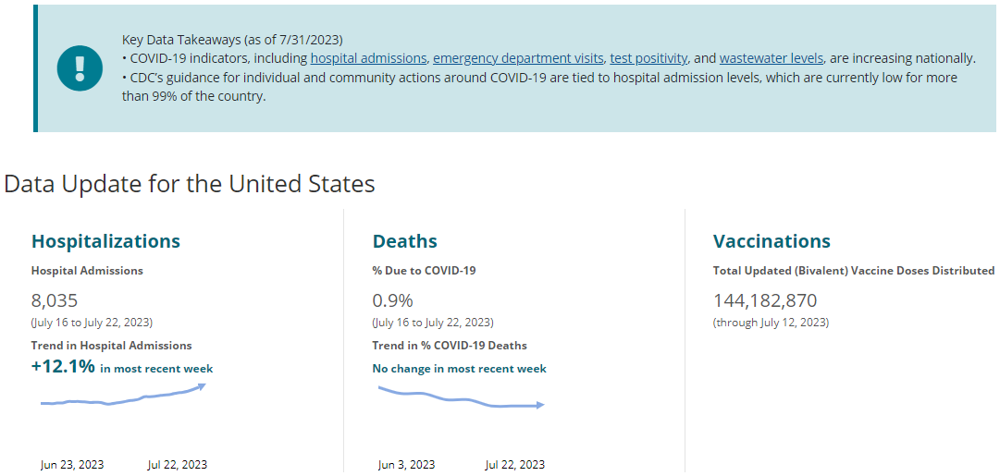 Key Data Takeaways (as of 7/31/2023)
• COVID-19 indicators, including hospital admissions, emergency department visits, test positivity, and wastewater levels, are increasing nationally.
• CDC's guidance for individual and community actions around COVID-19 are tied to hospital admission levels, which are currently low for more
than 99% of the country.
Data Update for the United States
Hospitalizations
Hospital Admissions
8,035
(July 16 to July 22, 2023)
Trend in Hospital Admissions
+12.1% in most recent week
Jun 23, 2023 Jul 22, 2023
Deaths
% Due to COVID-19
0.9%
(July 16 to July 22, 2023)
Trend in % COVID-19 Deaths
No change in most recent week
Jun 3, 2023 Jul 22, 2023
Vaccinations
Total Updated (Bivalent) Vaccine Doses Distributed
144,182,870
(through July 12, 2023)